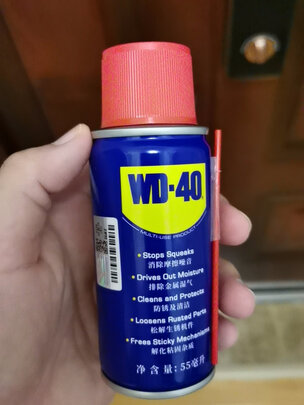 WD-40
MULTI-USE PRODUCT
• Stops Squeaks
消除摩擦噪音
• Drives Out Moisture
排除金属湿气
• Cleans and Protects
防锈及清洁
• Loosens Rusted Parts
松解生锈机件
• Frees Sticky Mechanisms
解化粘固杂质
净含量:55毫升